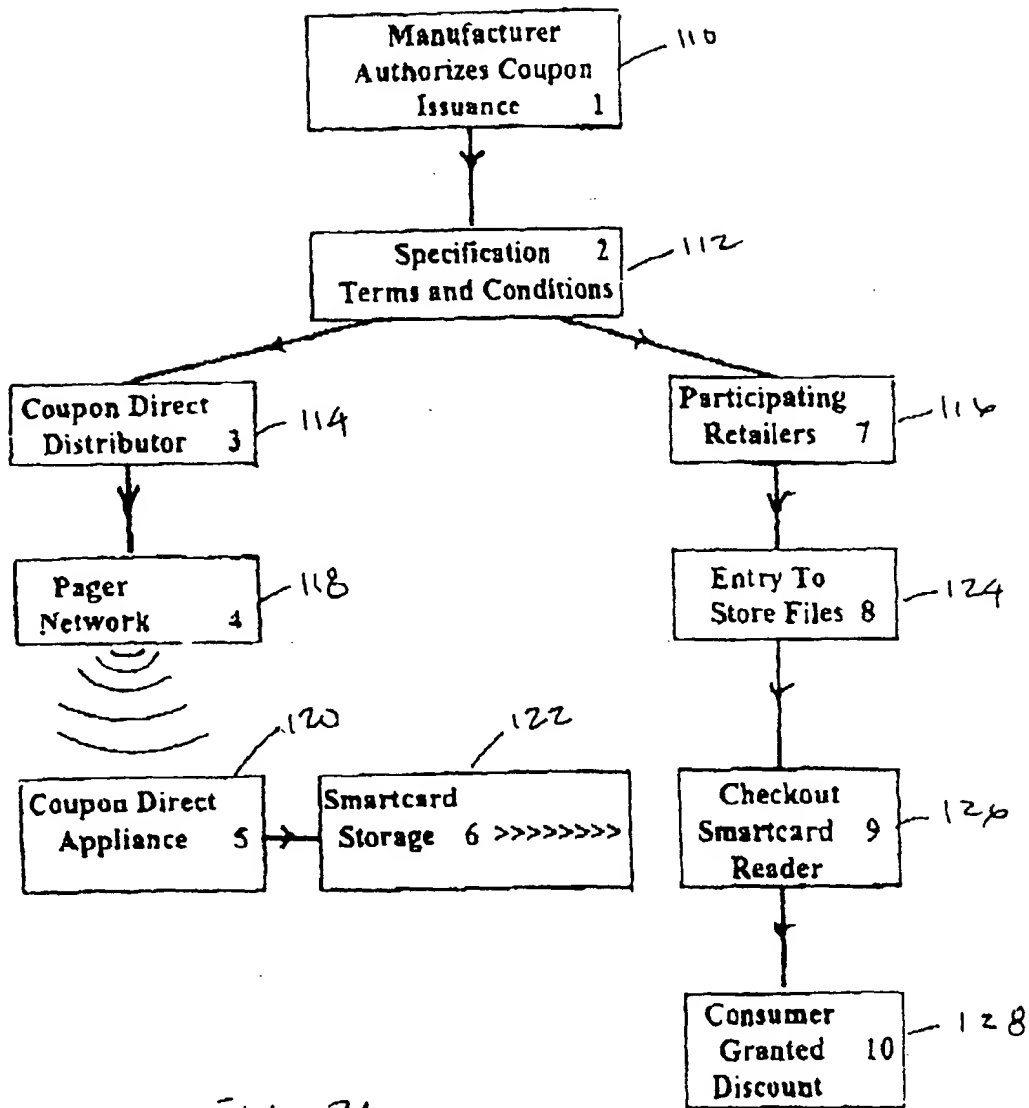 Manufacturer
Authorizes Coupon
Issuance 1
110
Specification 2
Terms and Conditions
112
Coupon Direct
Distributor 3
114
Participating
Retailers 7
116
Pager
Network 4
118
Entry To
Store Files 8
124
120
122
Coupon Direct
Appliance 5
Smartcard
Storage 6 >>>>>>>>
Checkout
Smartcard 9
Reader
126
Consumer
Granted 10
Discount
128